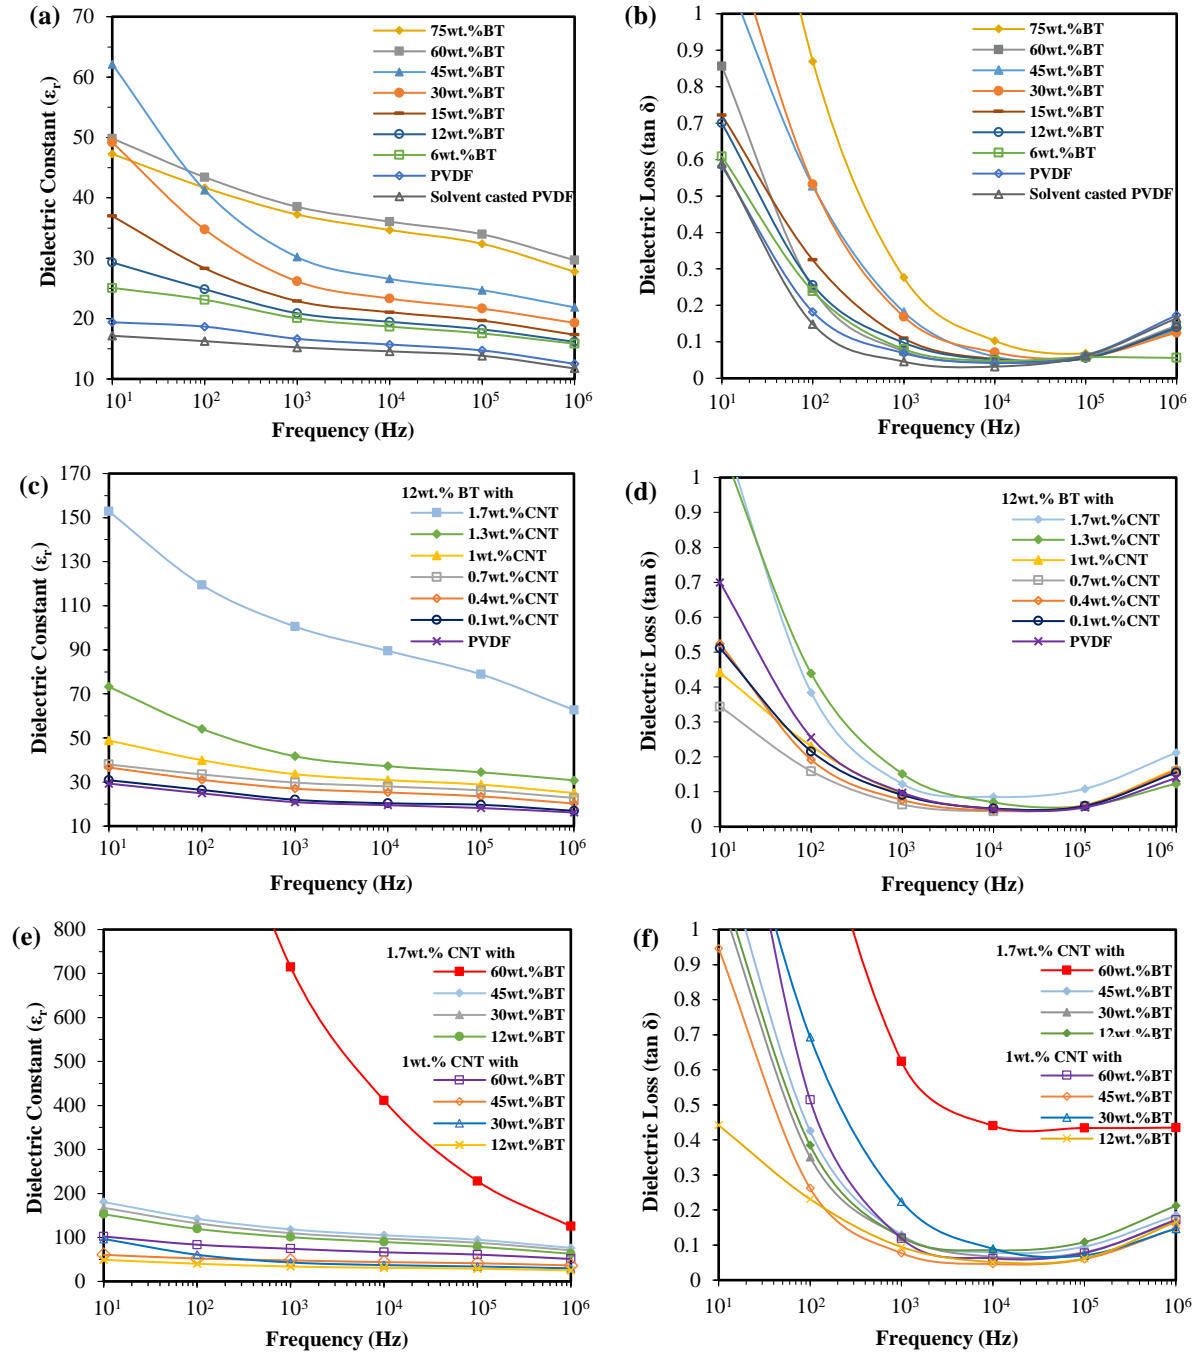 (a)
70
60
50
40
30
20
10
Dielectric Constant (εr)
75wt.%BT
60wt.%BT
45wt.%BT
30wt.%BT
15wt.%BT
12wt.%BT
6wt.%BT
PVDF
Solvent casted PVDF
10¹ 10² 10³ 10⁴ 10⁵ 10⁶
Frequency (Hz)
(b)
1
0.9
0.8
0.7
0.6
0.5
0.4
0.3
0.2
0.1
0
Dielectric Loss (tan δ)
75wt.%BT
60wt.%BT
45wt.%BT
30wt.%BT
15wt.%BT
12wt.%BT
6wt.%BT
PVDF
Solvent casted PVDF
10¹ 10² 10³ 10⁴ 10⁵ 10⁶
Frequency (Hz)
(c)
170
150
130
110
90
70
50
30
10
Dielectric Constant (εr)
12wt.% BT with
1.7wt.%CNT
1.3wt.%CNT
1wt.%CNT
0.7wt.%CNT
0.4wt.%CNT
0.1wt.%CNT
PVDF
10¹ 10² 10³ 10⁴ 10⁵ 10⁶
Frequency (Hz)
(d)
1
0.9
0.8
0.7
0.6
0.5
0.4
0.3
0.2
0.1
0
Dielectric Loss (tan δ)
12wt.% BT with
1.7wt.%CNT
1.3wt.%CNT
1wt.%CNT
0.7wt.%CNT
0.4wt.%CNT
0.1wt.%CNT
PVDF
10¹ 10² 10³ 10⁴ 10⁵ 10⁶
Frequency (Hz)
(e)
800
700
600
500
400
300
200
100
0
Dielectric Constant (εr)
1.7wt.% CNT with
60wt.%BT
45wt.%BT
30wt.%BT
12wt.%BT
1wt.% CNT with
60wt.%BT
45wt.%BT
30wt.%BT
12wt.%BT
10¹ 10² 10³ 10⁴ 10⁵ 10⁶
Frequency (Hz)
(f)
1
0.9
0.8
0.7
0.6
0.5
0.4
0.3
0.2
0.1
0
Dielectric Loss (tan δ)
1.7wt.% CNT with
60wt.%BT
45wt.%BT
30wt.%BT
12wt.%BT
1wt.% CNT with
60wt.%BT
45wt.%BT
30wt.%BT
12wt.%BT
10¹ 10² 10³ 10⁴ 10⁵ 10⁶
Frequency (Hz)